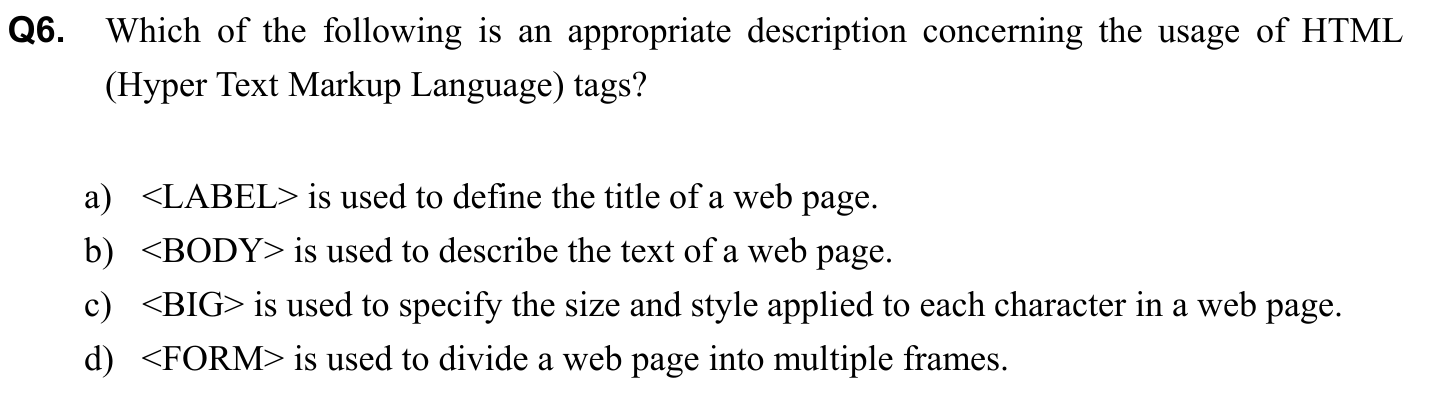 Q6. Which of the following is an appropriate description concerning the usage of HTML
(Hyper Text Markup Language) tags?
a) <LABEL> is used to define the title of a web page.
b) <BODY> is used to describe the text of a web page.
c) <BIG> is used to specify the size and style applied to each character in a web page.
d) <FORM> is used to divide a web page into multiple frames.